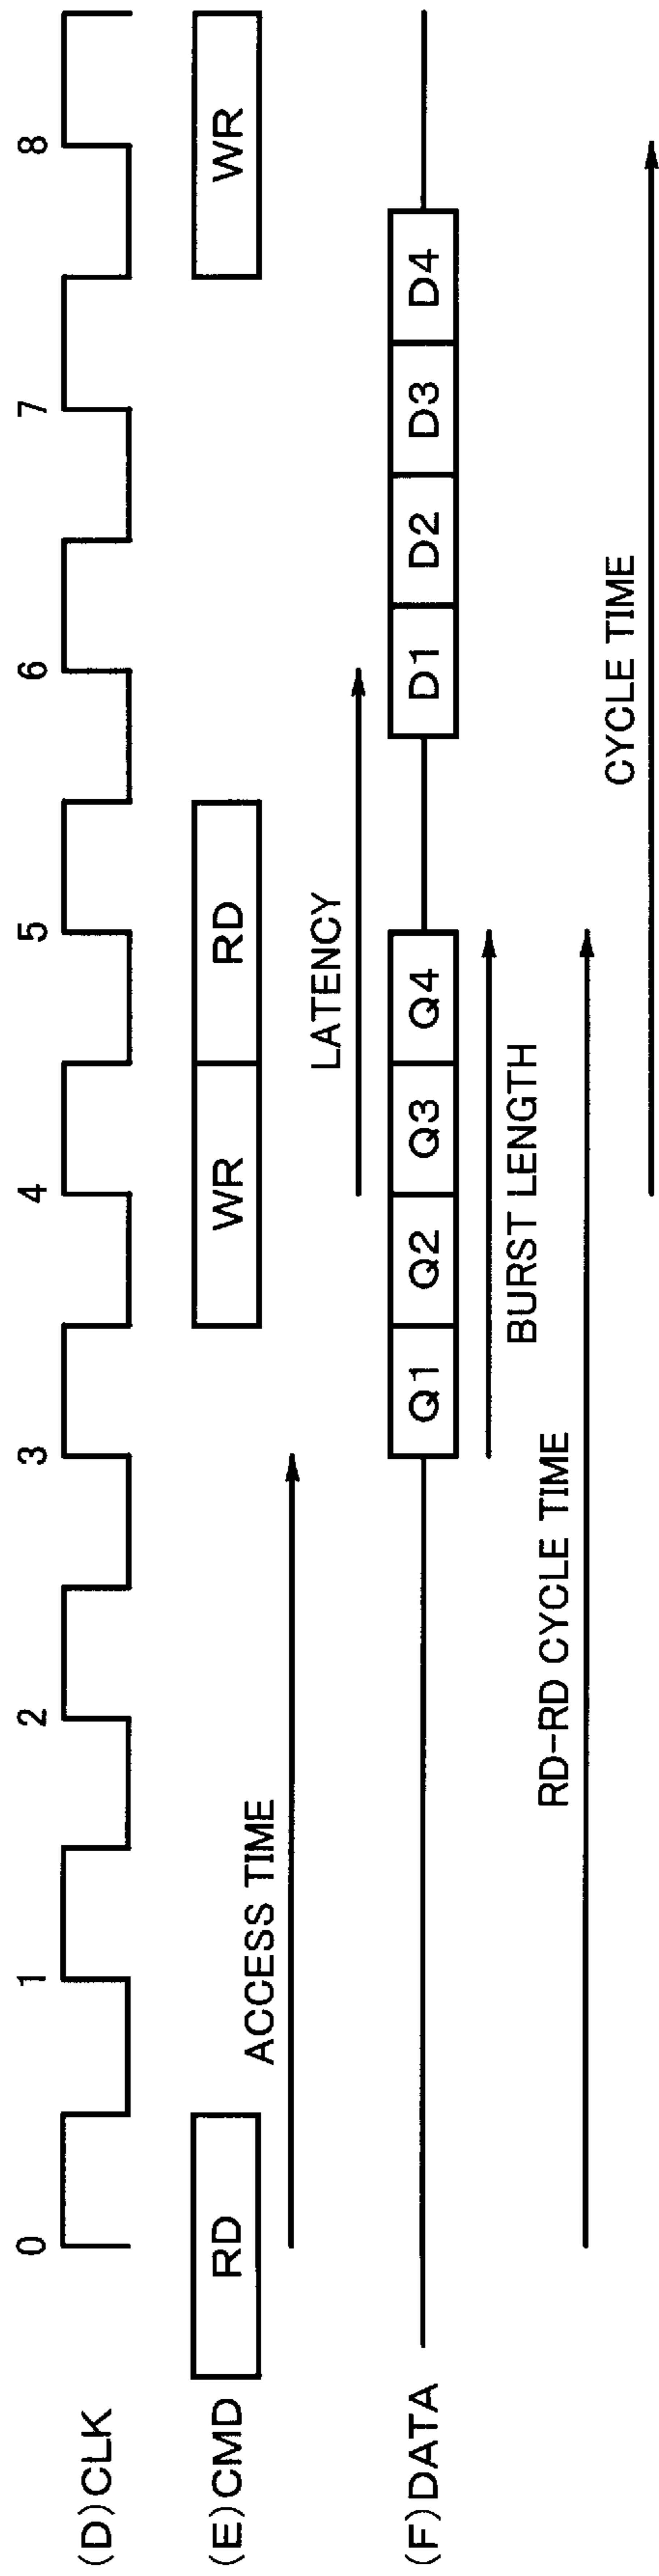 0 1 2 3 4 5 6 7 8
(D)CLK
(E)CMD RD WR RD WR
ACCESS TIME
LATENCY
(F)DATA Q1 Q2 Q3 Q4 D1 D2 D3 D4
BURST LENGTH
RD-RD CYCLE TIME
CYCLE TIME